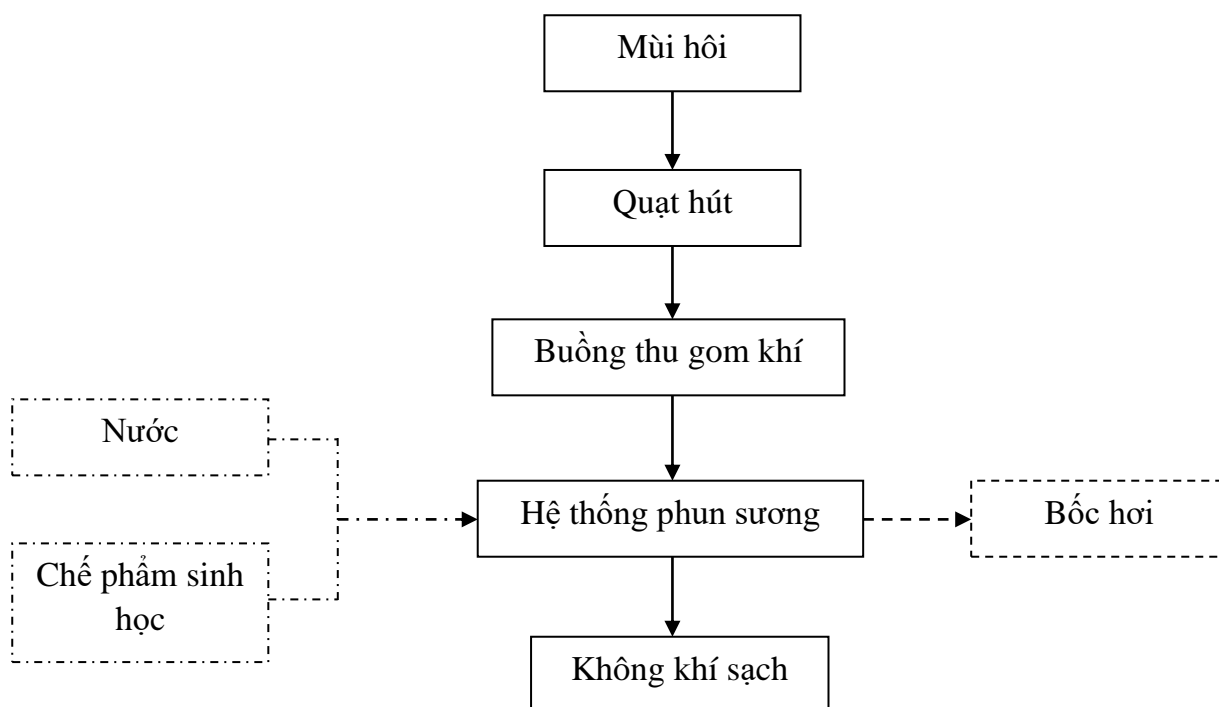 Mùi hôi
Quạt hút
Buồng thu gom khí
Nước
Hệ thống phun sương
Bốc hơi
Chế phẩm sinh
học
Không khí sạch